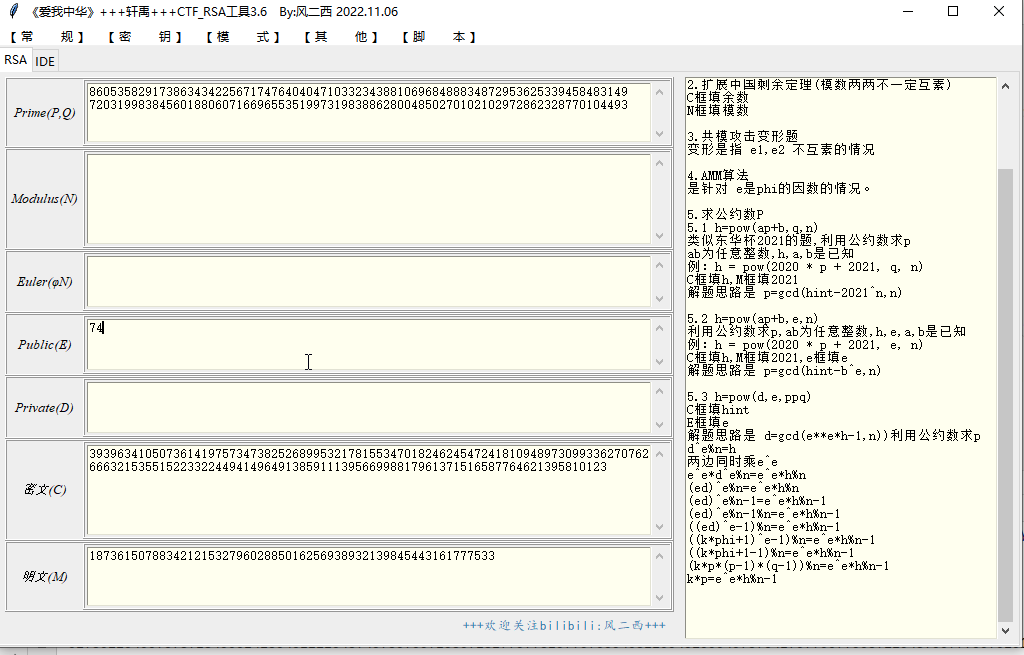 《爱我中华》+++轩禹+++CTF_RSA工具3.6 By:风二西 2022.11.06
【常 规】 【密 钥】 【模 式】 【其 他】 【脚 本】
RSA IDE
Prime(P,Q)
86053582917386343422567174764040471033234388106968488834872953625339458483149
72031998384560188060716696553519973198388628004850270102102972862328770104493
Modulus(N)
Euler(φN)
Public(E)
74
Private(D)
密文(C)
3939634105073614197573473825268995321781553470182462454724181094897309933627076​2
666321535515223322449414964913859111395669988179613715165877646213958​10123
明文(M)
187361507883421215327960288501625693893213984544316177753​3
+++欢迎关注bilibili:风二西+++
2.扩展中国剩余定理(模数两两不一定互素)
C框填余数
N框填模数
3.共模攻击变形题
变形是指 e1,e2 不互素的情况
4.AMM算法
是针对 e是phi的因数的情况。
5.求公约数P
5.1 h=pow(ap+b,q,n)
类似东华杯2021的题,利用公约数求p
ab为任意整数,h,a,b是已知
例: h = pow(2020 * p + 2021, q, n)
C框填h,M框填2021
解题思路是 p=gcd(hint-2021^n,n)
5.2 h=pow(ap+b,e,n)
利用公约数求p,ab为任意整数,h,e,a,b是已知
例: h = pow(2020 * p + 2021, e, n)
C框填h,M框填2021,e框填e
解题思路是 p=gcd(hint-b^e,n)
5.3 h=pow(d,e,ppq)
C框填hint
E框填e
解题思路是 d=gcd(e**e*h-1,n))利用公约数求p
d^e%n=h
两边同时乘e^e
e^e*d^e%n=e^e*h%n
(ed)^e%n=e^e*h%n
(ed)^e%n-1=e^e*h%n-1
(ed)^e-1%n=e^e*h%n-1
((ed)^e-1)%n=e^e*h%n-1
((k*phi+1)^e-1)%n=e^e*h%n-1
((k*phi+1-1)%n=e^e*h%n-1
(k*p*(p-1)*(q-1))%n=e^e*h%n-1
k*p=e^e*h%n-1